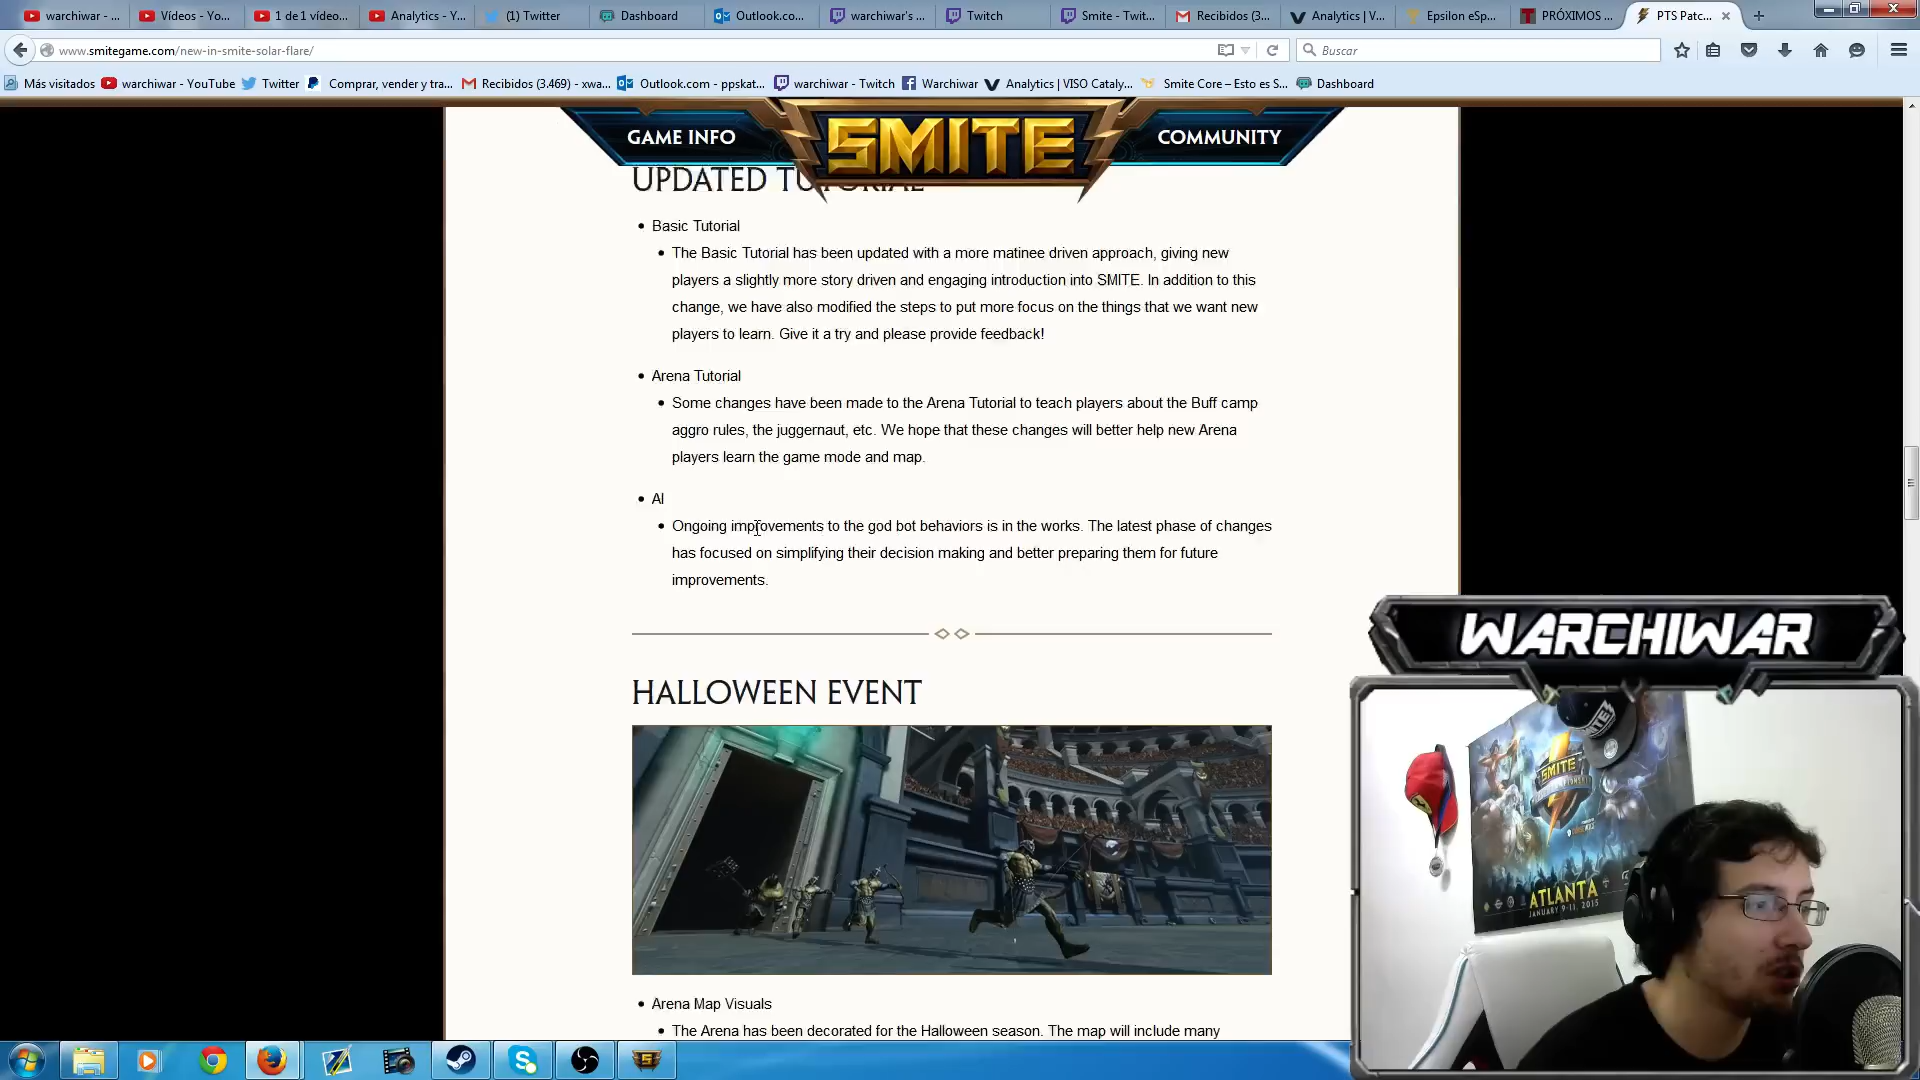 warchiwar - ...
Vídeos - Yo...
1 de 1 vídeo...
Analytics - Y...
(1) Twitter
Dashboard
Outlook.co...
warchiwar's ...
Twitch
Smite - Twit...
Recibidos (3...
Analytics | V...
Epsilon eSp...
PRÓXIMOS ...
PTS Patc...
www.smitegame.com/new-in-smite-solar-flare/
Buscar
Más visitados
warchiwar - YouTube
Twitter
Comprar, vender y tra...
Recibidos (3.469) - xwa...
Outlook.com - ppskat...
warchiwar - Twitch
Warchiwar
Analytics | VISO Cataly...
Smite Core – Esto es S...
Dashboard
GAME INFO
SMITE
COMMUNITY
UPDATED TUTORIAL
Basic Tutorial
The Basic Tutorial has been updated with a more matinee driven approach, giving new
players a slightly more story driven and engaging introduction into SMITE. In addition to this
change, we have also modified the steps to put more focus on the things that we want new
players to learn. Give it a try and please provide feedback!
Arena Tutorial
Some changes have been made to the Arena Tutorial to teach players about the Buff camp
aggro rules, the juggernaut, etc. We hope that these changes will better help new Arena
players learn the game mode and map.
AI
Ongoing improvements to the god bot behaviors is in the works. The latest phase of changes
has focused on simplifying their decision making and better preparing them for future
improvements.
HALLOWEEN EVENT
Arena Map Visuals
The Arena has been decorated for the Halloween season. The map will include many
WARCHIWAR
SMITE
SMITE
ATLANTA
JANUARY 9-11, 2015